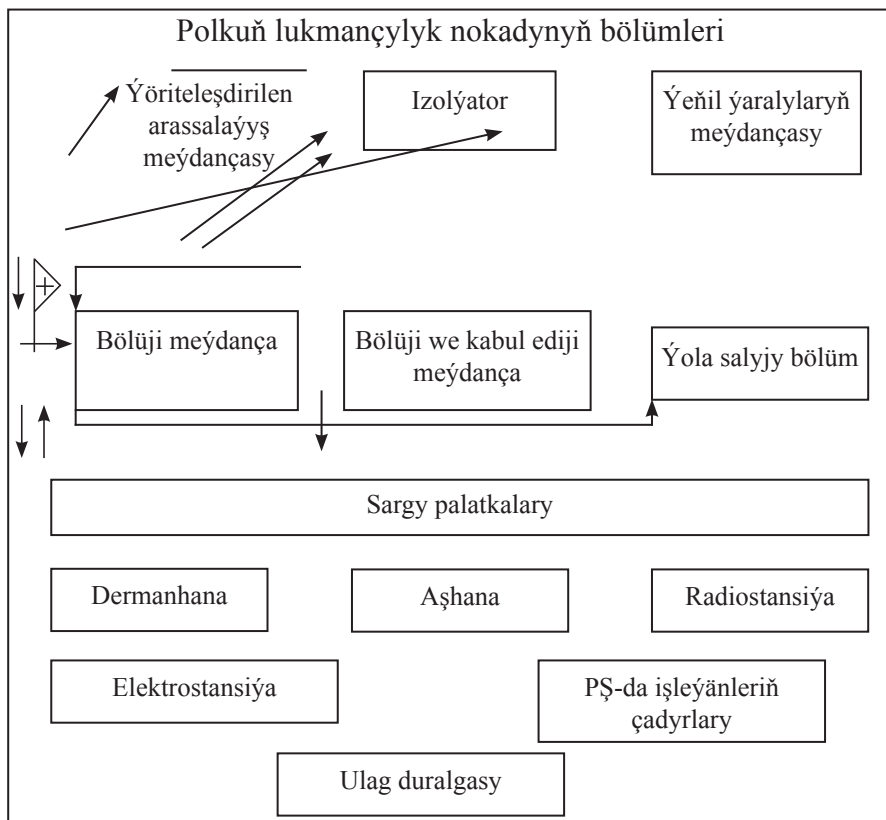 Polkuň lukmançylyk nokadynyň bölümleri
Ýöriteleşdirilen
arassalaýyş
meýdançasy
Izolýator
Ýeňil ýaralylaryň
meýdançasy
Bölüji meýdança
Bölüji we kabul ediji
meýdança
Ýola salyjy bölüm
Sargy palatkalary
Dermanhana
Aşhana
Radiostansiýa
Elektrostansiýa
PŞ-da işleýänleriň
çadyrlary
Ulag duralgasy